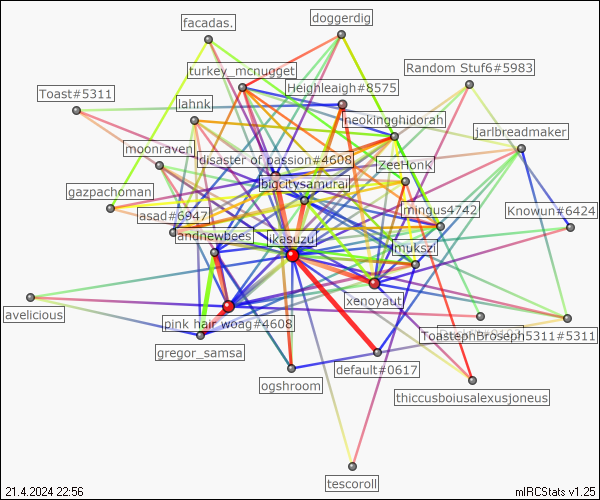 facadas.
doggerdig
turkey_mcnugget
Random Stuf6#5983
Heighleaigh#8575
Toast#5311
lahnk
neokingghidorah
jarlbreadmaker
moonraven
disaster of passion#4608
ZeeHonk
bigcitysamurai
gazpachoman
asad#6947
mingus4742
Knowun#6424
andnewbees
ikasuzu
mukszi
xenoyaut
avelicious
pink hair woag#4608
ToastephBroseph5311#5311
gregor_samsa
default#0617
ogshroom
thiccusboiusalexusjoneus
tescoroll
21.4.2024 22:56
mIRCStats v1.25